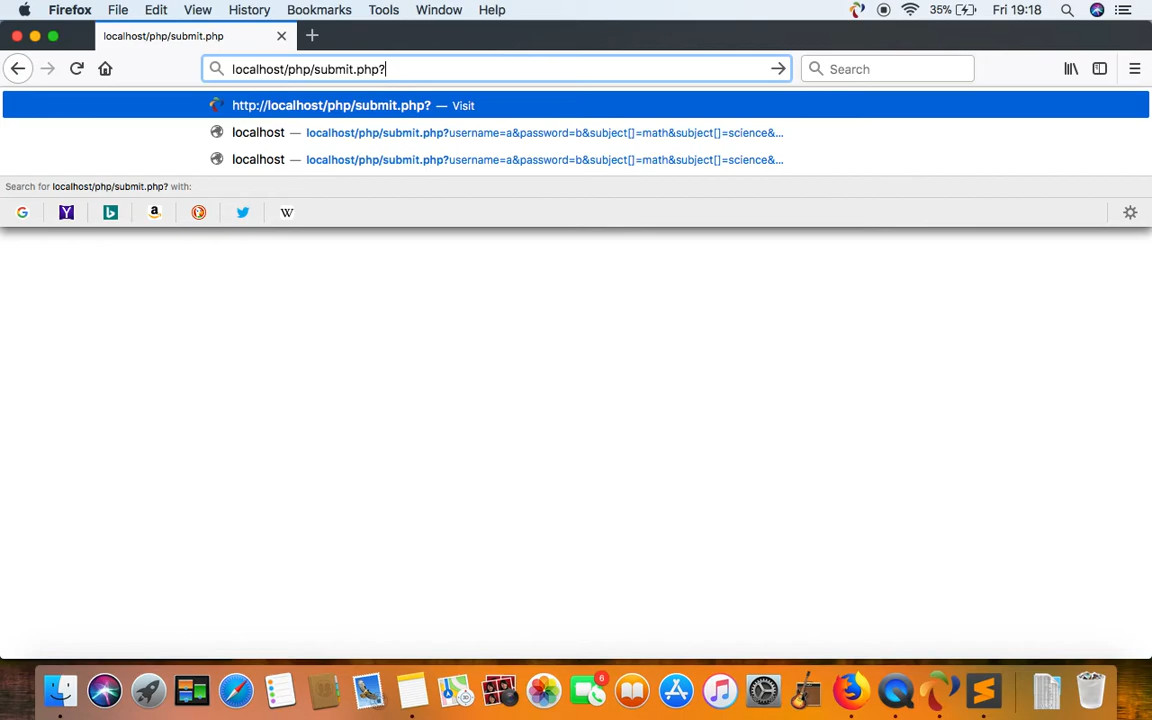 Firefox File Edit View History Bookmarks Tools Window Help 35% Fri 19:18
localhost/php/submit.php
localhost/php/submit.php? Search
http://localhost/php/submit.php? — Visit
localhost — localhost/php/submit.php?username=a&password=b&subject[]=math&subject[]=science&...
localhost — localhost/php/submit.php?username=a&password=b&subject[]=math&subject[]=science&...
Search for localhost/php/submit.php? with:
G Y b a W
6